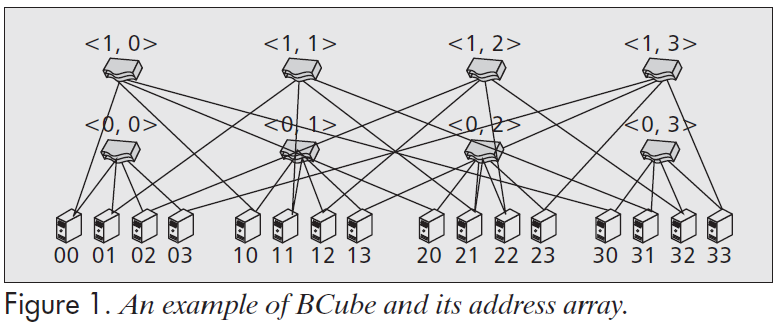 <1, 0> <1, 1> <1, 2> <1, 3>
<0, 0> <0, 1> <0, 2> <0, 3>
00 01 02 03 10 11 12 13 20 21 22 23 30 31 32 33
Figure 1. An example of BCube and its address array.